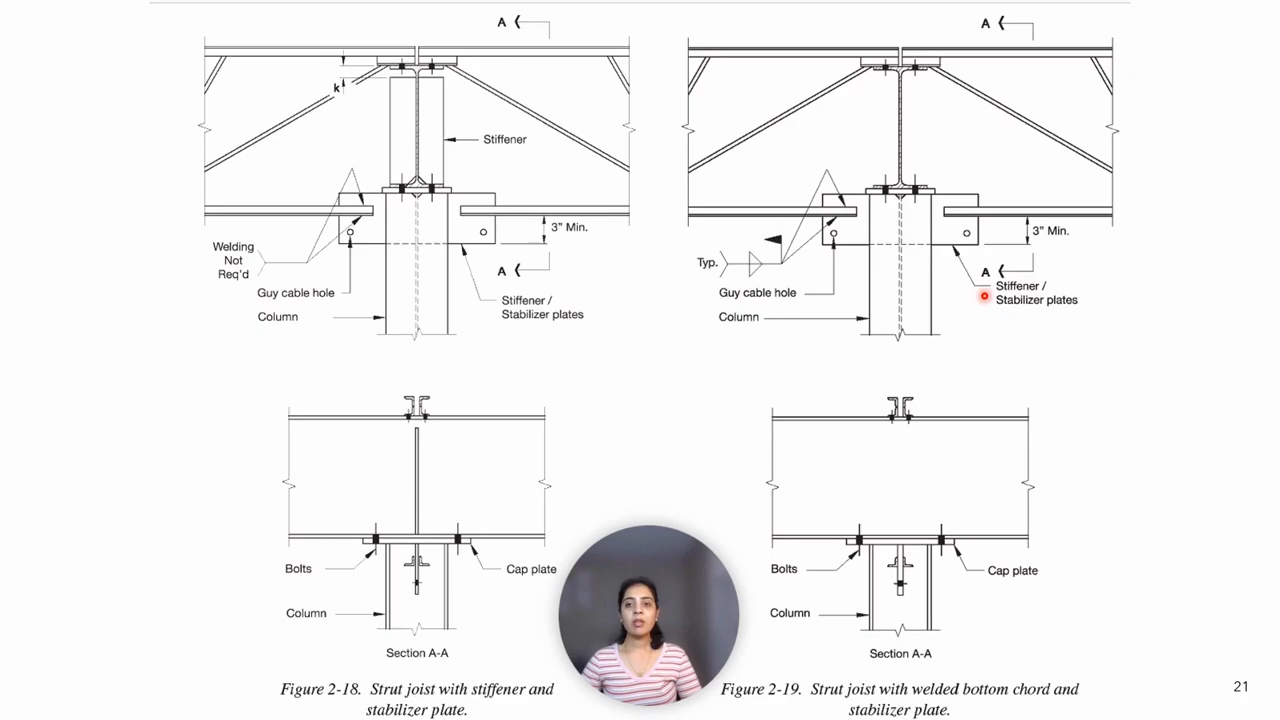 A
k
Stiffener
3" Min.
Welding
Not
Req'd
A
Guy cable hole
Stiffener /
Stabilizer plates
Column
Bolts
Cap plate
Column
Section A-A
Figure 2-18. Strut joist with stiffener and
stabilizer plate.
A
3" Min.
Typ.
A
Stiffener /
Stabilizer plates
Guy cable hole
Column
Bolts
Cap plate
Column
Section A-A
Figure 2-19. Strut joist with welded bottom chord and
stabilizer plate.
21